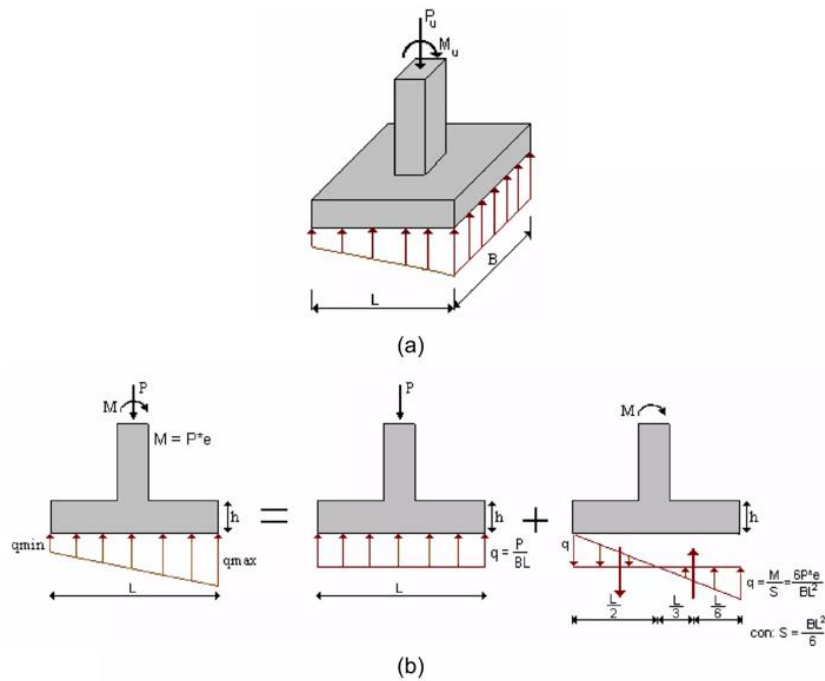 Pu
Mu
B
L
(a)
P
M
M = P*e
h
qmin
qmax
L
=
P
h
q = P/BL
L
+
M
h
q
q = M/S = 6P*e/BL²
L/2
L/3
L/6
con: S = BL²/6
(b)